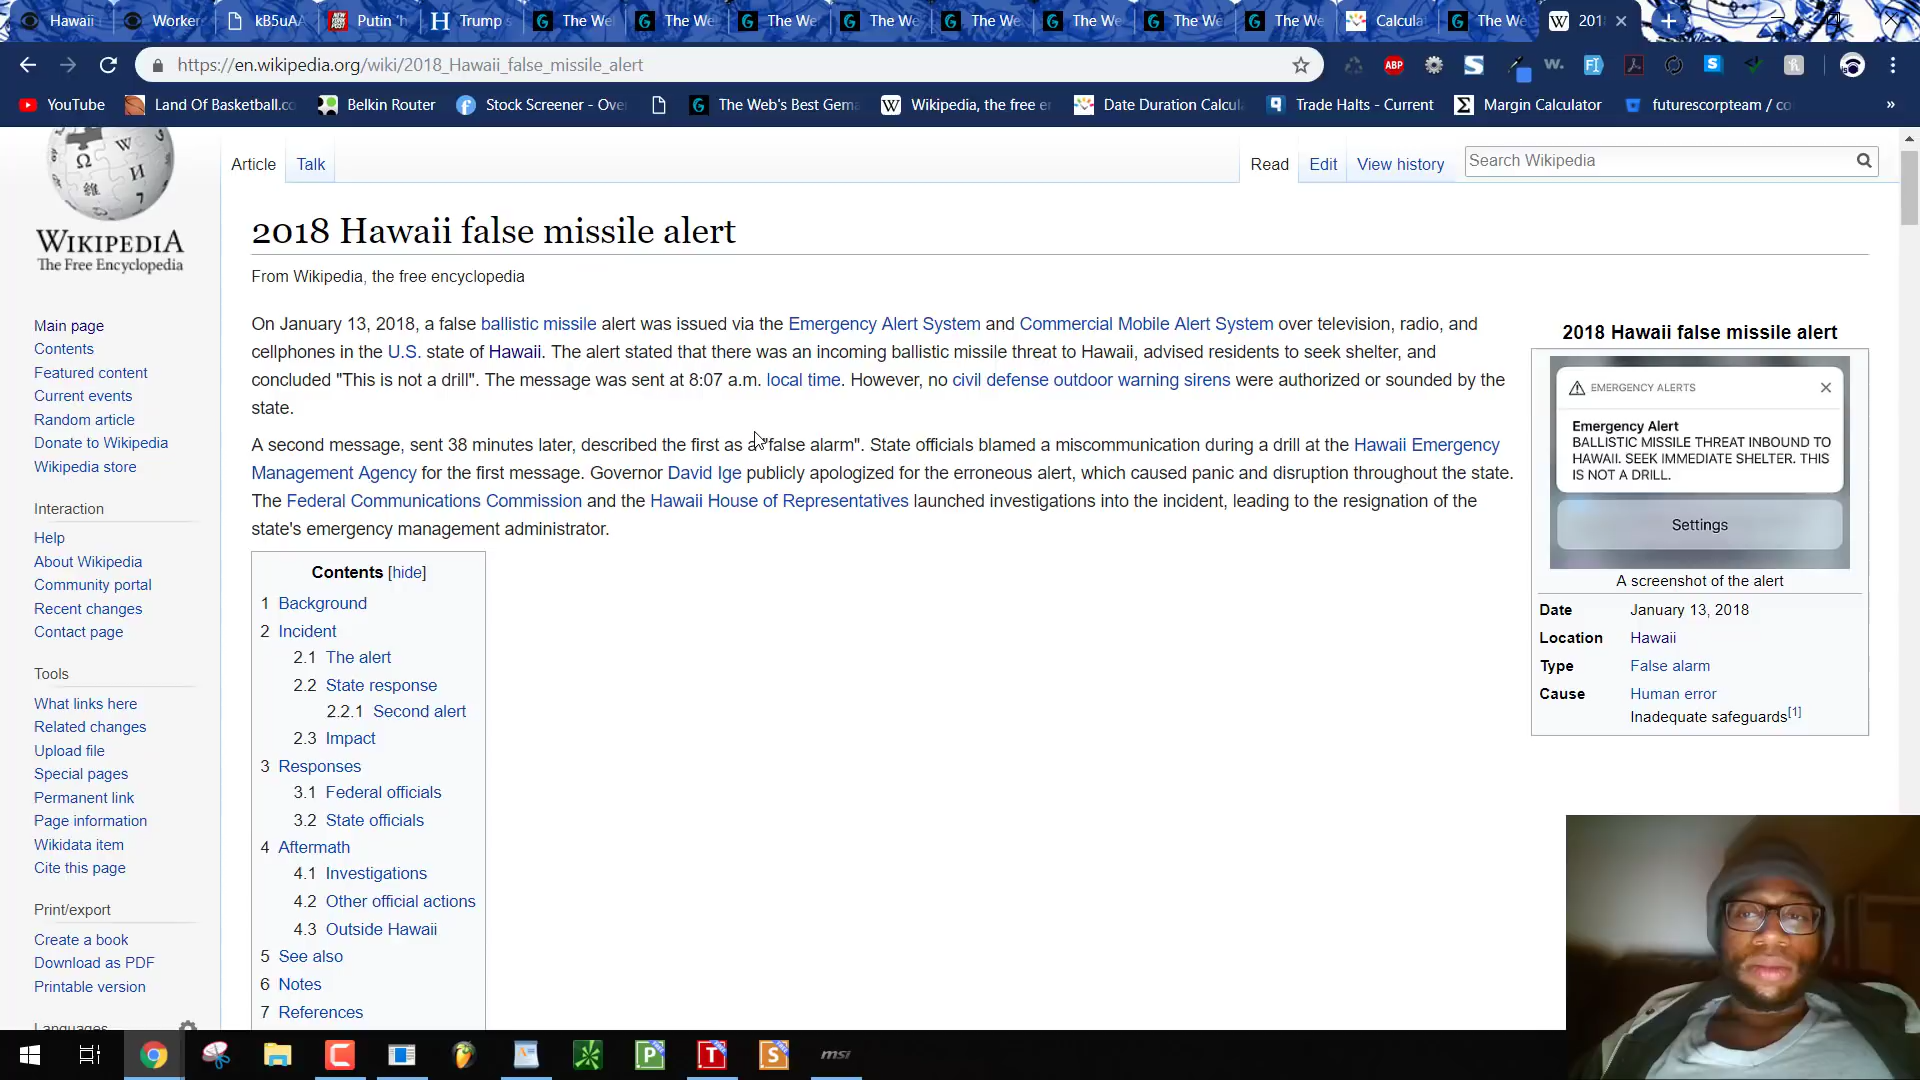 Hawaii
Worker
kB5uAA
Putin 'h
Trump s
The We
The We
The We
The We
The We
The We
The We
The We
Calcula
The We
201
https://en.wikipedia.org/wiki/2018_Hawaii_false_missile_alert
YouTube
Land Of Basketball.co
Belkin Router
Stock Screener - Ove
The Web's Best Gema
Wikipedia, the free e
Date Duration Calcu
Trade Halts - Current
Margin Calculator
futurescorpteam / co
»
Article
Talk
Read
Edit
View history
Search Wikipedia
WIKIPEDIA
The Free Encyclopedia
Main page
Contents
Featured content
Current events
Random article
Donate to Wikipedia
Wikipedia store
Interaction
Help
About Wikipedia
Community portal
Recent changes
Contact page
Tools
What links here
Related changes
Upload file
Special pages
Permanent link
Page information
Wikidata item
Cite this page
Print/export
Create a book
Download as PDF
Printable version
Languages
2018 Hawaii false missile alert
From Wikipedia, the free encyclopedia
On January 13, 2018, a false ballistic missile alert was issued via the Emergency Alert System and Commercial Mobile Alert System over television, radio, and
cellphones in the U.S. state of Hawaii. The alert stated that there was an incoming ballistic missile threat to Hawaii, advised residents to seek shelter, and
concluded "This is not a drill". The message was sent at 8:07 a.m. local time. However, no civil defense outdoor warning sirens were authorized or sounded by the
state.
A second message, sent 38 minutes later, described the first as a "false alarm". State officials blamed a miscommunication during a drill at the Hawaii Emergency
Management Agency for the first message. Governor David Ige publicly apologized for the erroneous alert, which caused panic and disruption throughout the state.
The Federal Communications Commission and the Hawaii House of Representatives launched investigations into the incident, leading to the resignation of the
state's emergency management administrator.
Contents [hide]
1 Background
2 Incident
2.1 The alert
2.2 State response
2.2.1 Second alert
2.3 Impact
3 Responses
3.1 Federal officials
3.2 State officials
4 Aftermath
4.1 Investigations
4.2 Other official actions
4.3 Outside Hawaii
5 See also
6 Notes
7 References
2018 Hawaii false missile alert
EMERGENCY ALERTS
Emergency Alert
BALLISTIC MISSILE THREAT INBOUND TO
HAWAII. SEEK IMMEDIATE SHELTER. THIS
IS NOT A DRILL.
Settings
A screenshot of the alert
Date January 13, 2018
Location Hawaii
Type False alarm
Cause Human error
Inadequate safeguards[1]
msi